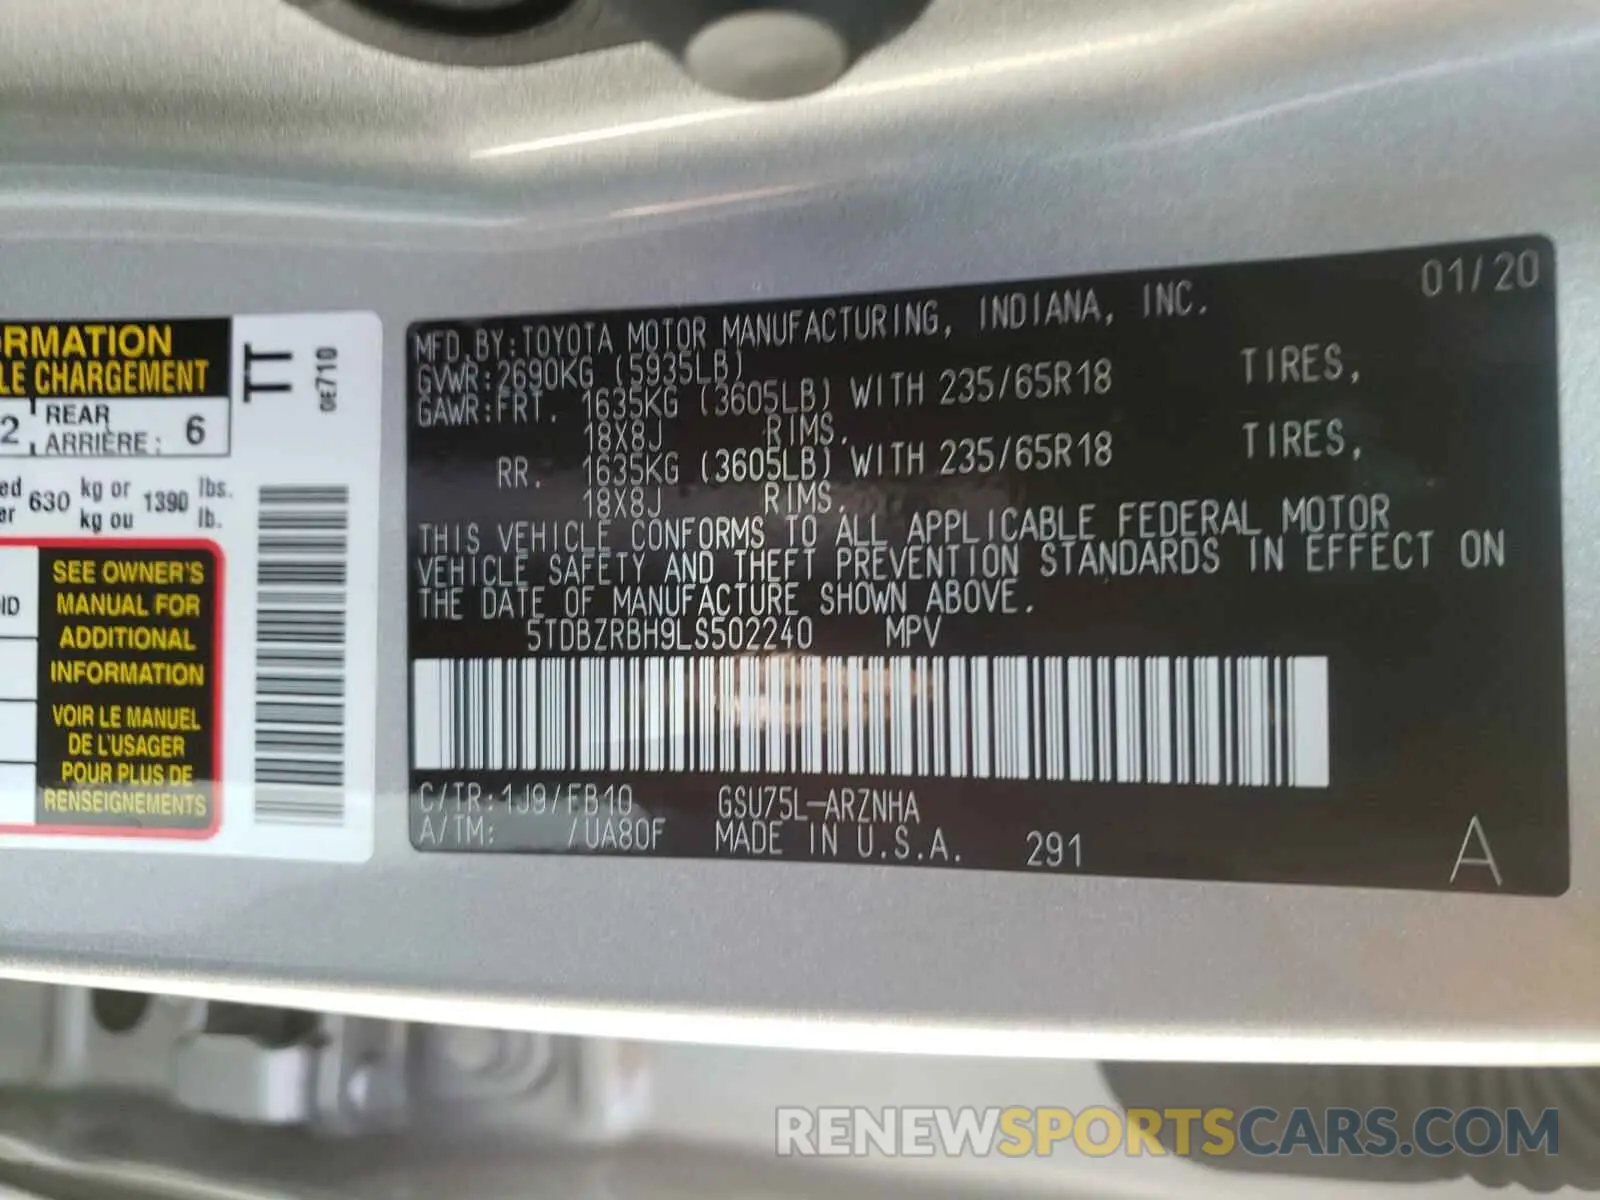 RMATION
LE CHARGEMENT
2, REAR
ARRIÈRE : 6
630 kg or 1390 lbs.
kg ou lb.
SEE OWNER'S
MANUAL FOR
ADDITIONAL
INFORMATION
VOIR LE MANUEL
DE L'USAGER
POUR PLUS DE
RENSEIGNEMENTS
TT
0E710
01/20
MFD.BY:TOYOTA MOTOR MANUFACTURING, INDIANA, INC.
GVWR:2690KG (5935LB)
GAWR:FRT. 1635KG (3605LB) WITH 235/65R18 TIRES,
18X8J RIMS.
RR. 1635KG (3605LB) WITH 235/65R18 TIRES,
18X8J RIMS.
THIS VEHICLE CONFORMS TO ALL APPLICABLE FEDERAL MOTOR
VEHICLE SAFETY AND THEFT PREVENTION STANDARDS IN EFFECT ON
THE DATE OF MANUFACTURE SHOWN ABOVE.
5TDBZRBH9LS502240 MPV
C/TR:1J9/FB10 GSU75L-ARZNHA
A/TM: /UA80F MADE IN U.S.A. 291
A
RENEWSPORTSCARS.COM